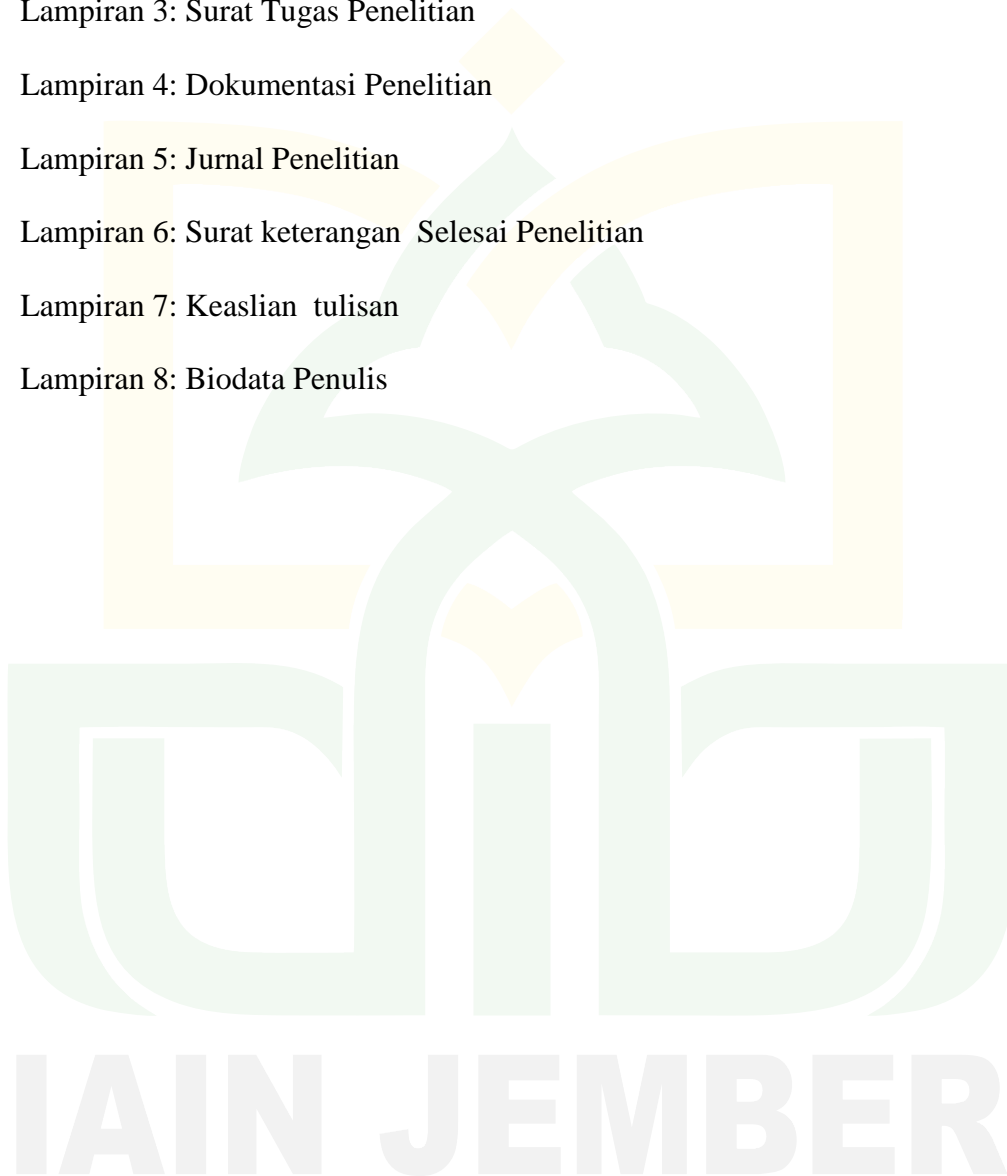 Lampiran 3: Surat Tugas Penelitian
Lampiran 4: Dokumentasi Penelitian
Lampiran 5: Jurnal Penelitian
Lampiran 6: Surat keterangan  Selesai Penelitian
Lampiran 7: Keaslian  tulisan
Lampiran 8: Biodata Penulis
IAIN JEMBER